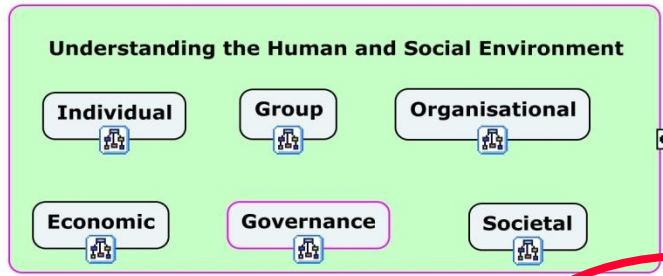 Understanding the Human and Social Environment
Individual
Group
Organisational
Economic
Governance
Societal